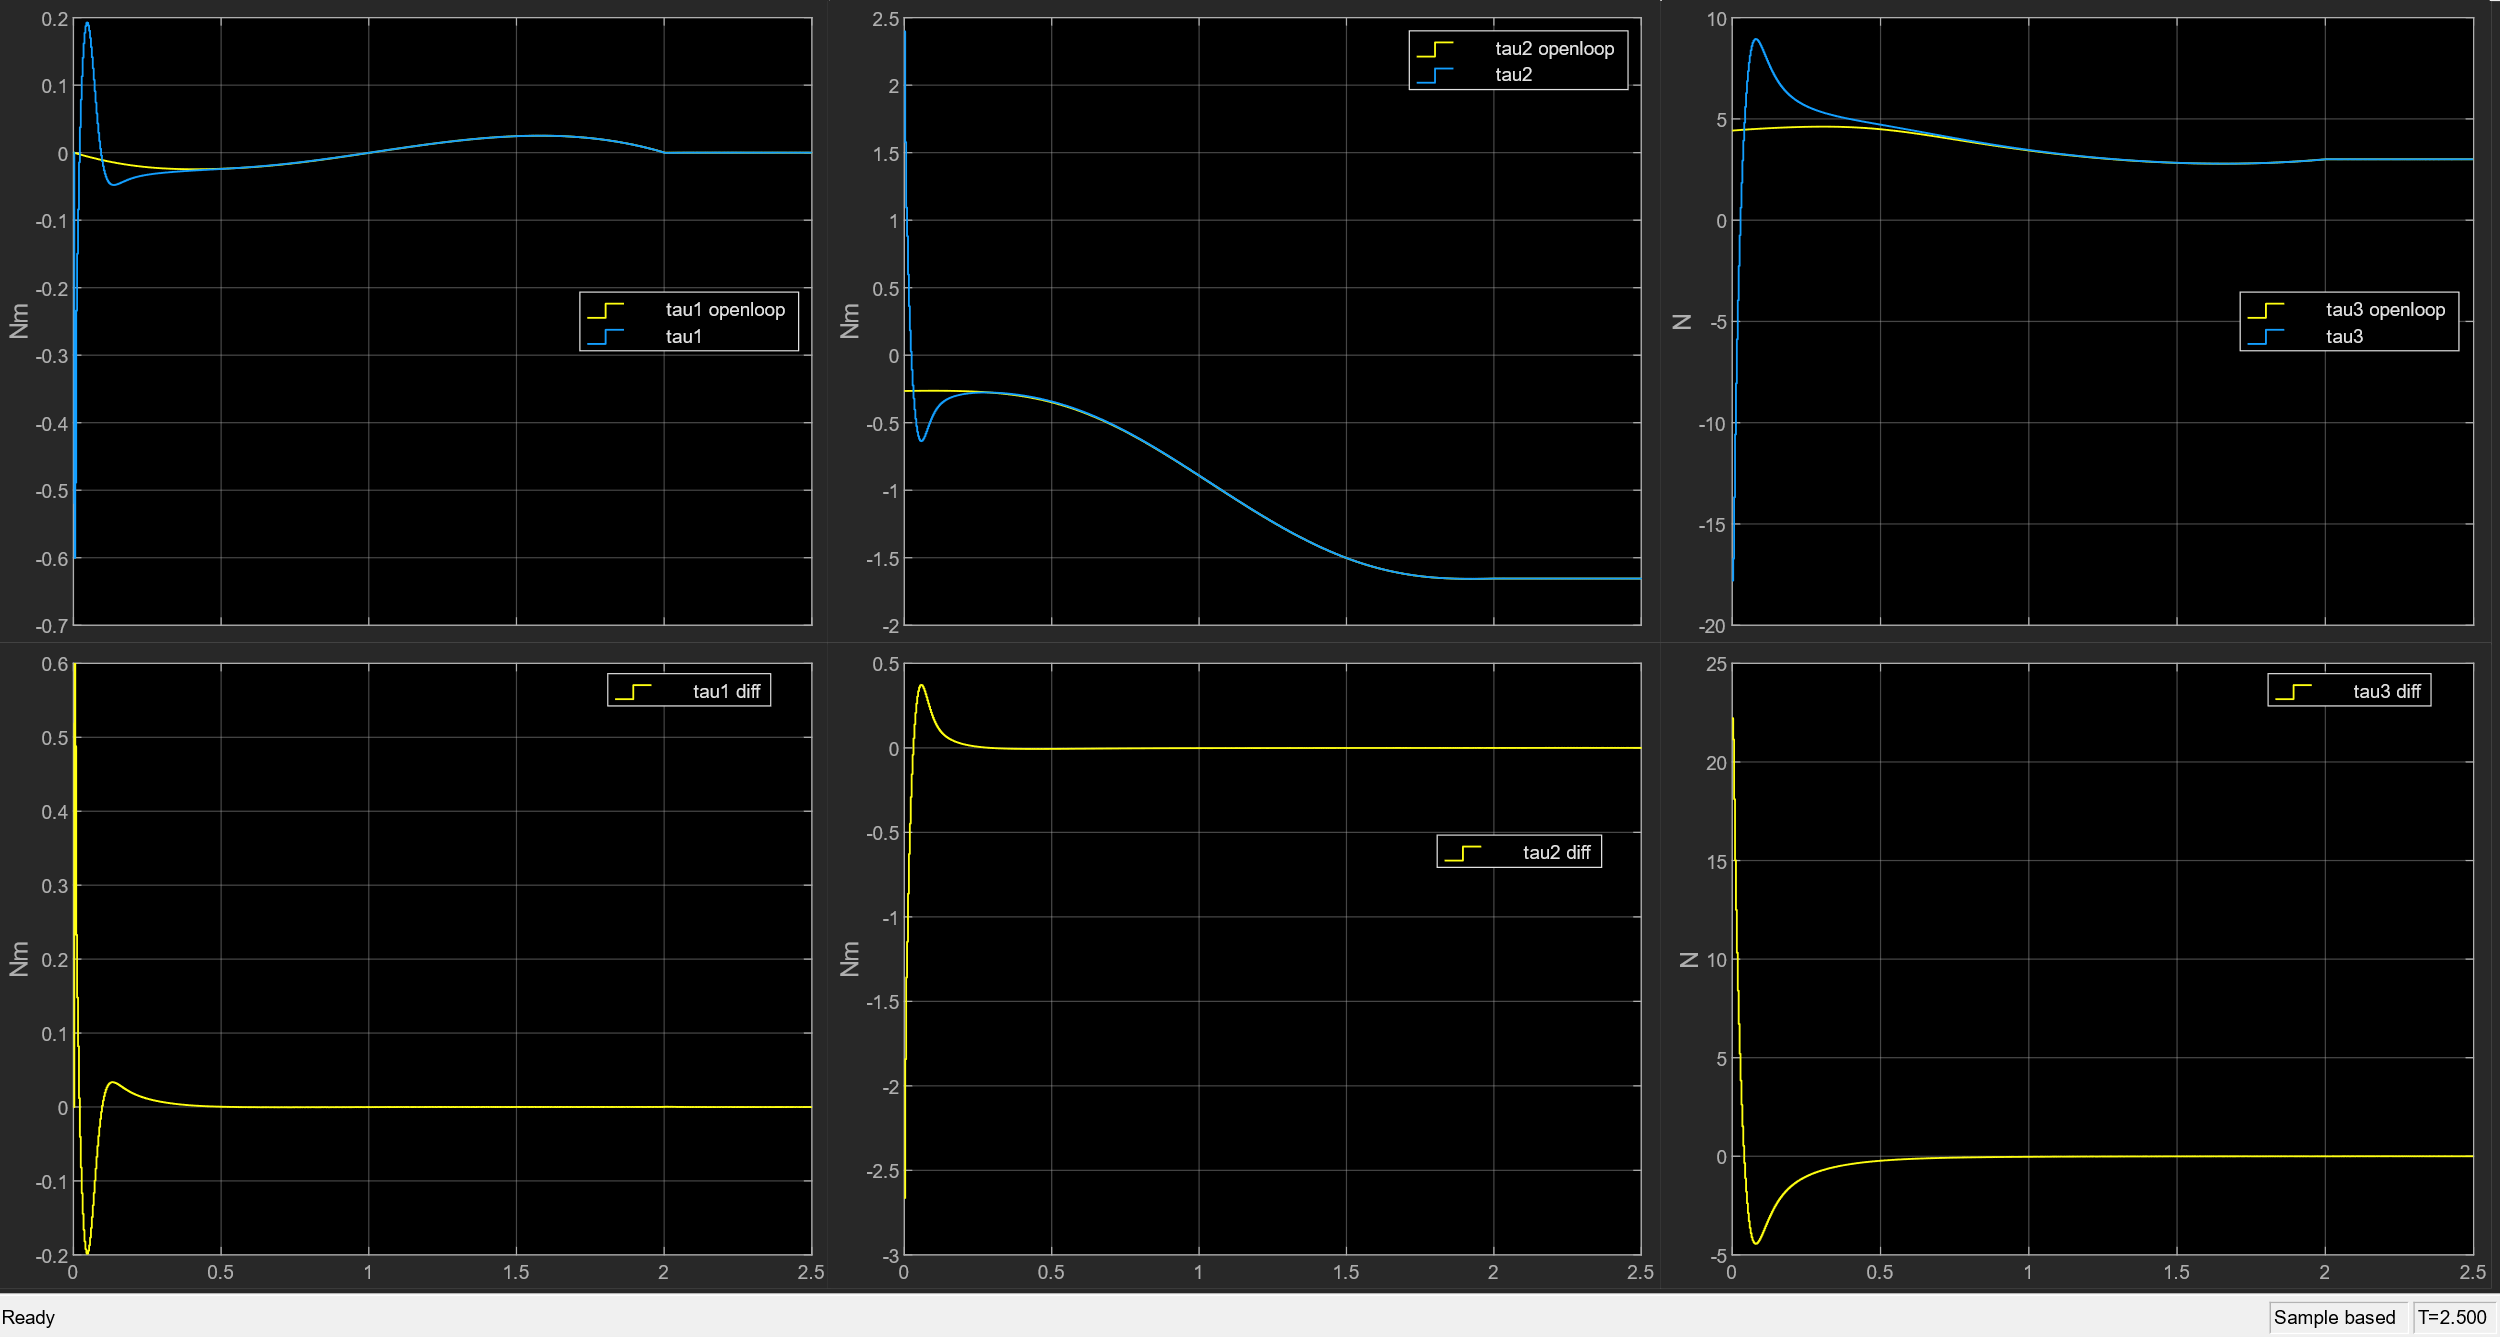 0.2
0.1
0
-0.1
-0.2
-0.3
-0.4
-0.5
-0.6
-0.7
Nm
tau1 openloop
tau1
2.5
2
1.5
1
0.5
0
-0.5
-1
-1.5
-2
Nm
tau2 openloop
tau2
10
5
0
-5
-10
-15
-20
N
tau3 openloop
tau3
0.6
0.5
0.4
0.3
0.2
0.1
0
-0.1
-0.2
Nm
tau1 diff
0 0.5 1 1.5 2 2.5
0.5
0
-0.5
-1
-1.5
-2
-2.5
-3
Nm
tau2 diff
0 0.5 1 1.5 2 2.5
25
20
15
10
5
0
-5
N
tau3 diff
0 0.5 1 1.5 2 2.5
Ready
Sample based
T=2.500